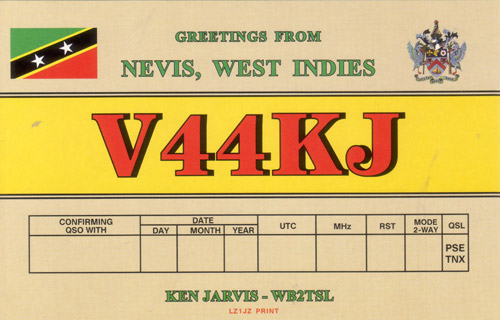 GREETINGS FROM
NEVIS, WEST INDIES
V44KJ
CONFIRMING QSO WITH DATE DAY MONTH YEAR UTC MHz RST MODE 2-WAY QSL
PSE
TNX
KEN JARVIS - WB2TSL
LZ1JZ PRINT